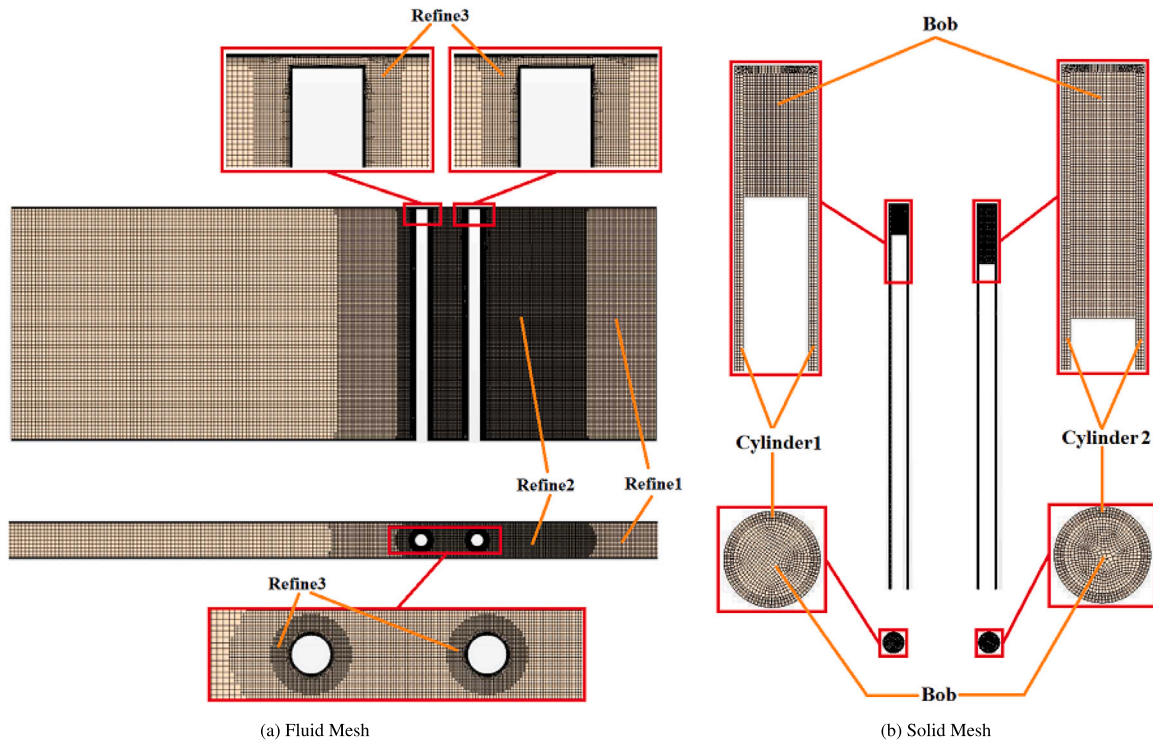 Refine3
Refine2
Refine1
Refine3
(a) Fluid Mesh
Bob
Cylinder1
Cylinder 2
Bob
(b) Solid Mesh